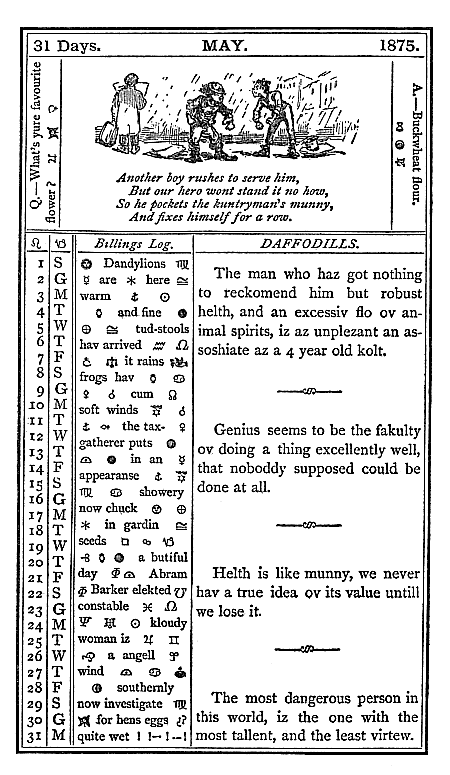 31 Days. MAY. 1875.
Q.—What's yure favourite
flower?
A.—Buckwheat flour.
Another boy rushes to serve him,
But our hero wont stand it no how,
So he pockets the kuntryman's munny,
And fixes himself for a row.
♌ ♑ Billings Log.
1 S Dandylions ♏
2 G ☿ are * here ♎
3 M warm ⚓ ☉
4 T and fine
5 W ⊕ ♎ tud-stools
6 T hav arrived ♒ ☊
7 F it rains
8 S frogs hav ♋
9 G ♀ ☌ cum ☊
10 M soft winds ☌
11 T the tax- ♀
12 W gatherer puts
13 T in an ☿
14 F appearanse
15 S ♏ ♋ showery
16 G now chuck ⊕
17 M * in gardin ♎
18 T seeds □ ♑
19 W a butiful
20 T day Abram
21 F Barker elekted
22 S constable ♓ ♌
23 G ☉ kloudy
24 M woman iz ♃ ♊
25 T a angell ♈
26 W wind ♋
27 T southernly
28 F now investigate ♏
29 S for hens eggs
30 G quite wet ! !—! !—!
31 M
DAFFODILLS.
The man who haz got nothing
to reckomend him but robust
helth, and an excessiv flo ov an-
imal spirits, iz az unplezant an as-
soshiate az a 4 year old kolt.
Genius seems to be the fakulty
ov doing a thing excellently well,
that noboddy supposed could be
done at all.
Helth is like munny, we never
hav a true idea ov its value untill
we lose it.
The most dangerous person in
this world, iz the one with the
most talent, and the least virtew.